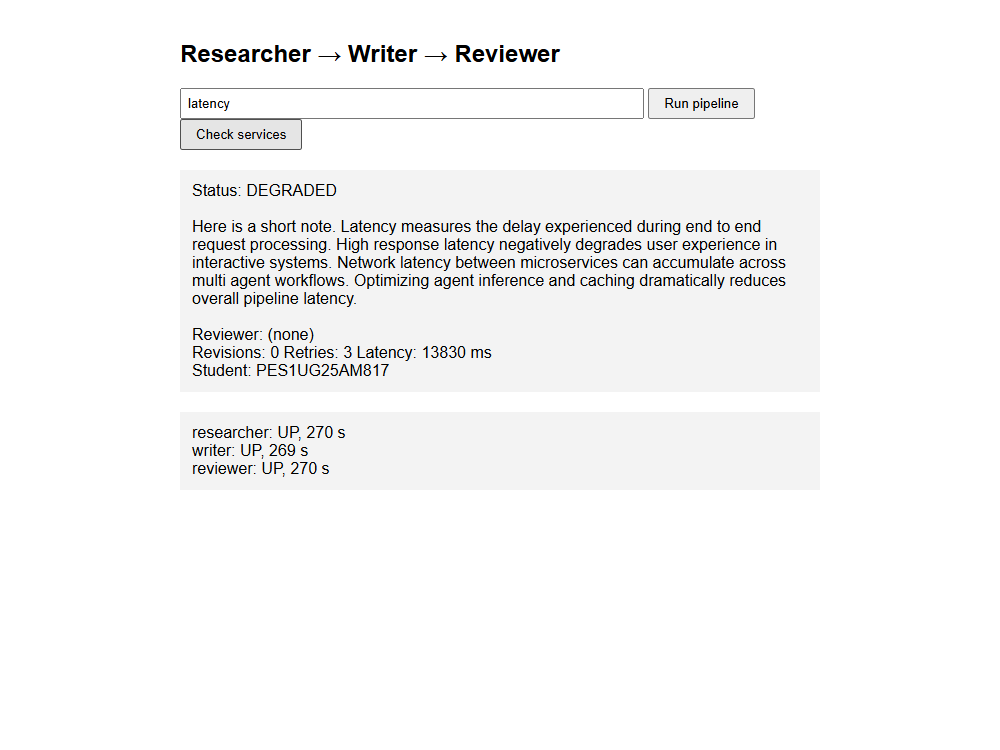 Researcher → Writer → Reviewer
latency
Run pipeline
Check services
Status: DEGRADED
Here is a short note. Latency measures the delay experienced during end to end
request processing. High response latency negatively degrades user experience in
interactive systems. Network latency between microservices can accumulate across
multi agent workflows. Optimizing agent inference and caching dramatically reduces
overall pipeline latency.
Reviewer: (none)
Revisions: 0 Retries: 3 Latency: 13830 ms
Student: PES1UG25AM817
researcher: UP, 270 s
writer: UP, 269 s
reviewer: UP, 270 s